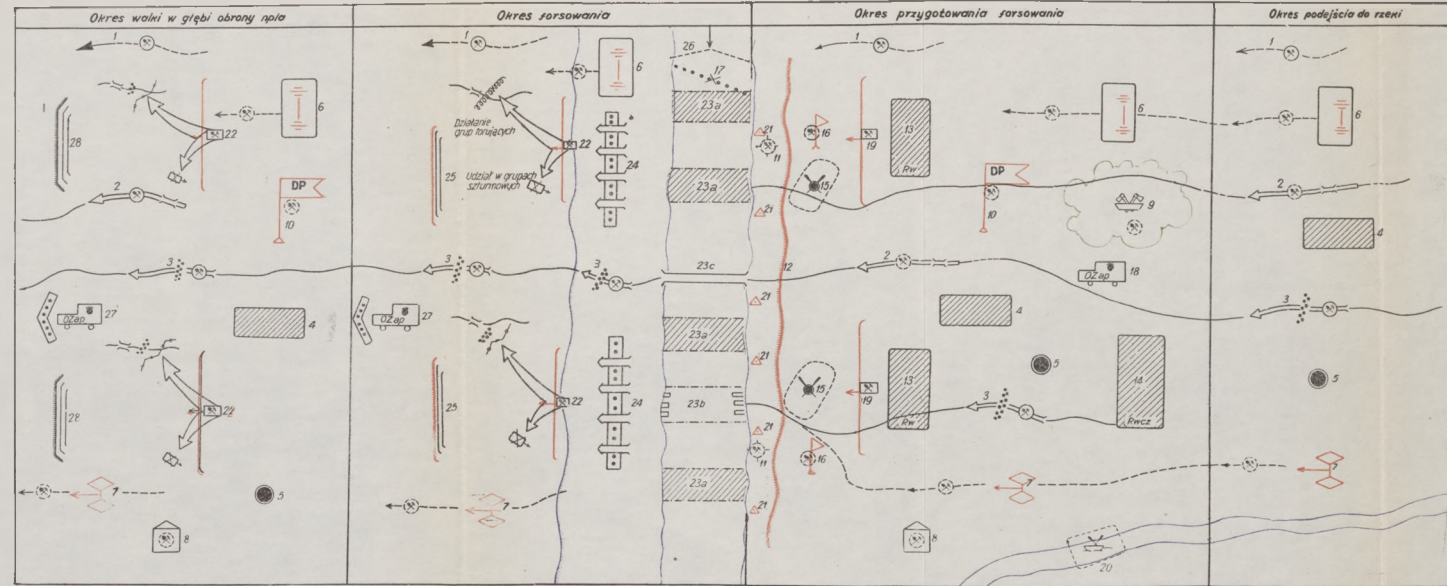 Okres walki w głębi obrony npla
Okres forsowania
Okres przygotowania forsowania
Okres podejścia do rzeki
1
6
22
28
2
DP
10
3
OZap
27
4
22
28
7
5
8
1
6
Działanie
grup torujących
22
24
25
Udział w grupach
szturmowych
3
3
OZap
27
25
22
24
7
26
17
23a
23a
23c
23a
23b
23a
21
11
21
21
21
21
11
21
12
1
16
19
13
Rw
15
6
DP
10
9
2
OZap
18
4
15
19
13
Rw
3
5
14
Rwcz
16
7
8
20
1
6
2
4
3
5
7